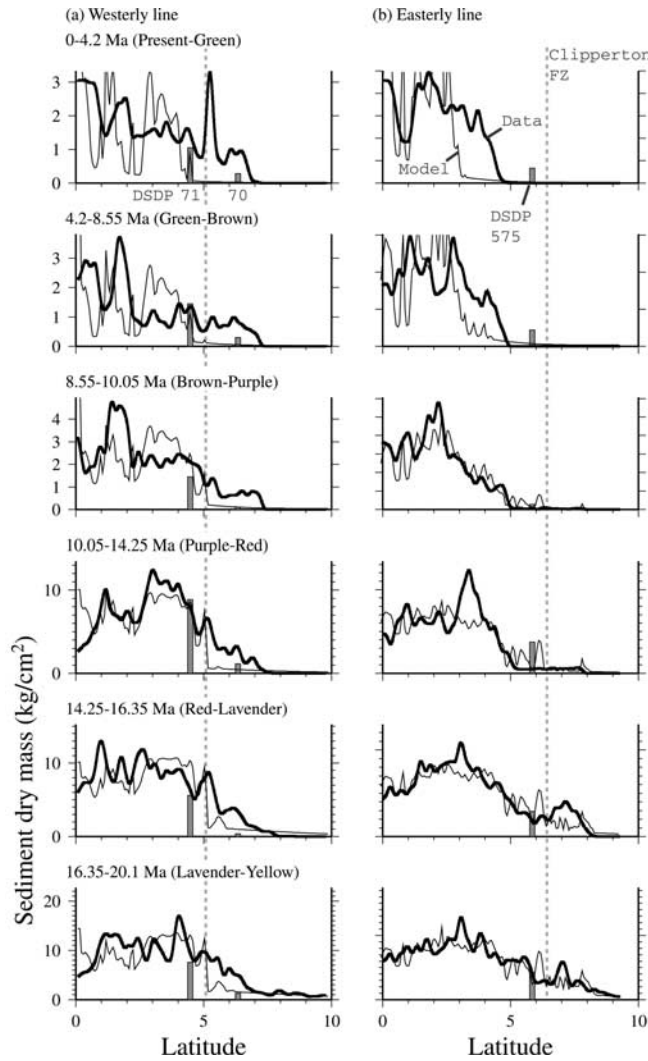 (a) Westerly line
(b) Easterly line
0-4.2 Ma (Present-Green)
Clipperton
FZ
3
2
1
0
Data
Model
DSDP 71
70
DSDP
575
4.2-8.55 Ma (Green-Brown)
4
3
2
1
0
8.55-10.05 Ma (Brown-Purple)
4
3
2
1
0
10.05-14.25 Ma (Purple-Red)
10
0
14.25-16.35 Ma (Red-Lavender)
10
0
16.35-20.1 Ma (Lavender-Yellow)
20
10
0
Sediment dry mass (kg/cm²)
0
5
10
0
5
10
Latitude
Latitude